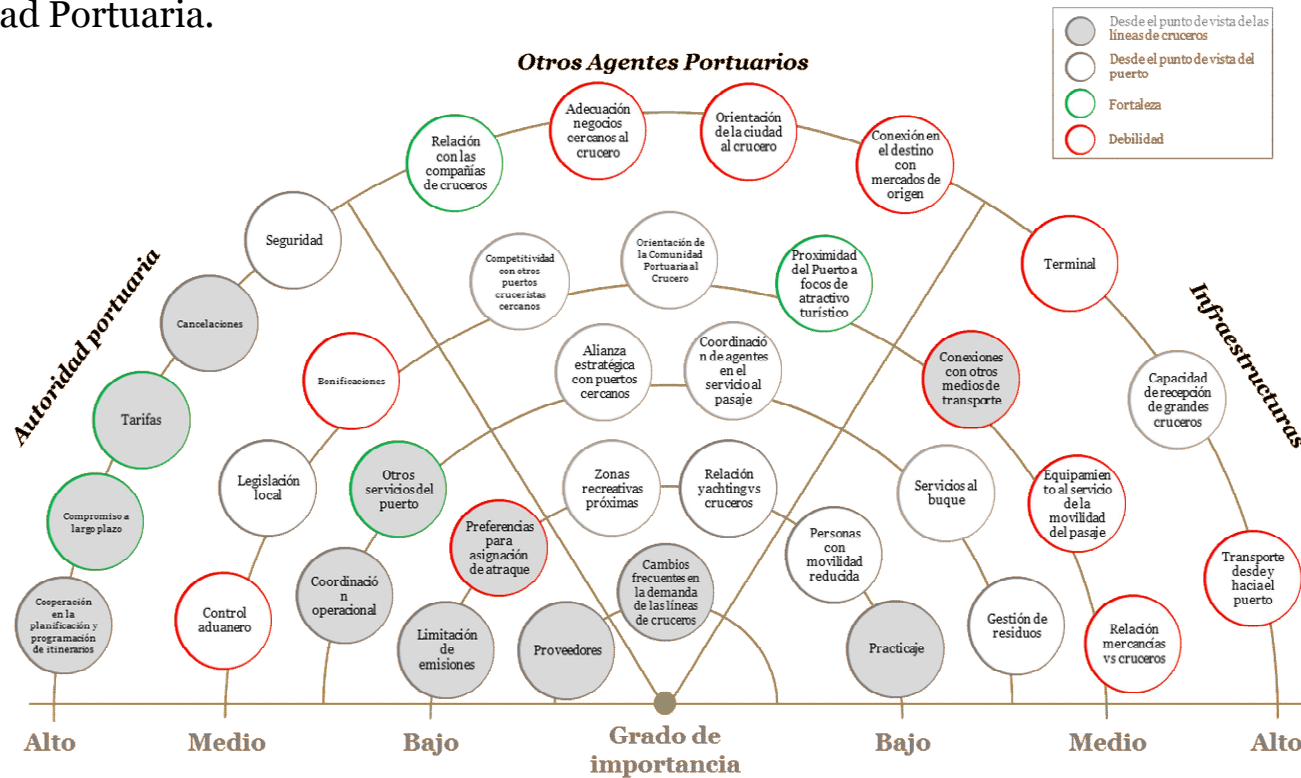 ad Portuaria.
Desde el punto de vista de las
líneas de cruceros
Desde el punto de vista del
puerto
Fortaleza
Debilidad
Otros Agentes Portuarios
Autoridad portuaria
Infraestructuras
Relación
con las
compañías
de cruceros
Adecuación
negocios
cercanos al
crucero
Orientación
de la ciudad
al crucero
Conexión en
el destino
con
mercados de
origen
Seguridad
Competitividad
con otros
puertos
cruceristas
cercanos
Orientación de
la Comunidad
Portuaria al
Crucero
Proximidad
del Puerto a
focos de
atractivo
turístico
Terminal
Cancelaciones
Bonificaciones
Alianza
estratégica
con puertos
cercanos
Coordinació
n de agentes
en el
servicio al
pasaje
Conexiones
con otros
medios de
transporte
Capacidad
de recepción
de grandes
cruceros
Tarifas
Legislación
local
Otros
servicios del
puerto
Zonas
recreativas
próximas
Relación
yachting vs
cruceros
Servicios al
buque
Equipamien
to al servicio
de la
movilidad
del pasaje
Compromiso a
largo plazo
Preferencias
para
asignación
de atraque
Personas
con
movilidad
reducida
Transporte
desde y
hacia el
puerto
Cooperación
en la
planificación y
programación
de itinerarios
Control
aduanero
Coordinació
n
operacional
Limitación
de
emisiones
Proveedores
Cambios
frecuentes en
la demanda
de las líneas
de cruceros
Practicaje
Gestión de
residuos
Relación
mercancías
vs cruceros
Alto
Medio
Bajo
Grado de
importancia
Bajo
Medio
Alto